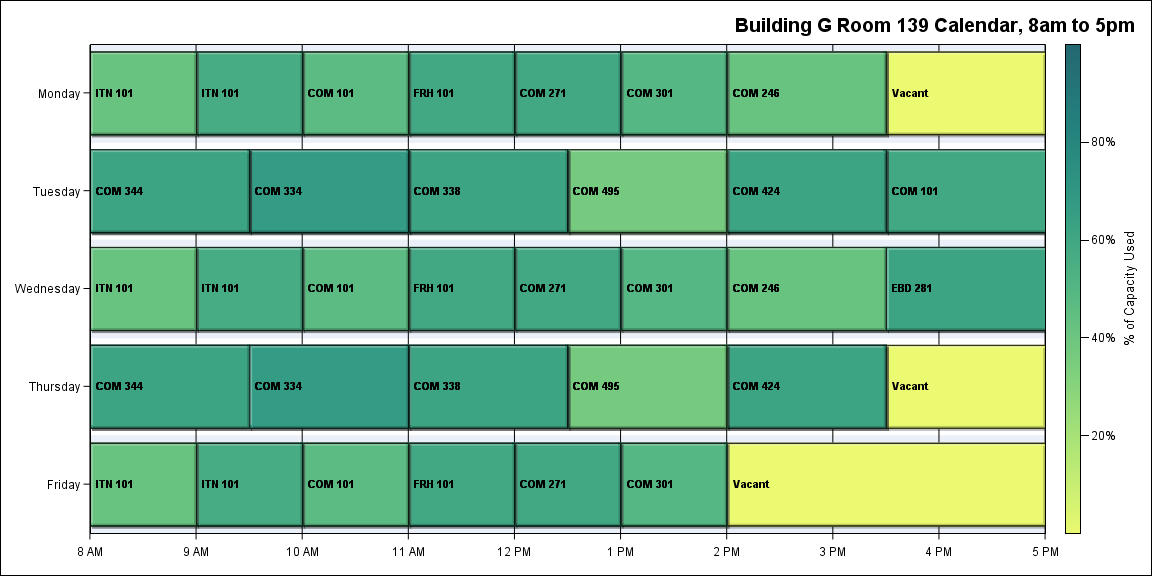 Building G Room 139 Calendar, 8am to 5pm
Monday
ITN 101
ITN 101
COM 101
FRH 101
COM 271
COM 301
COM 246
Vacant
Tuesday
COM 344
COM 334
COM 338
COM 495
COM 424
COM 101
Wednesday
ITN 101
ITN 101
COM 101
FRH 101
COM 271
COM 301
COM 246
EBD 281
Thursday
COM 344
COM 334
COM 338
COM 495
COM 424
Vacant
Friday
ITN 101
ITN 101
COM 101
FRH 101
COM 271
COM 301
Vacant
8 AM
9 AM
10 AM
11 AM
12 PM
1 PM
2 PM
3 PM
4 PM
5 PM
80%
60%
40%
20%
% of Capacity Used